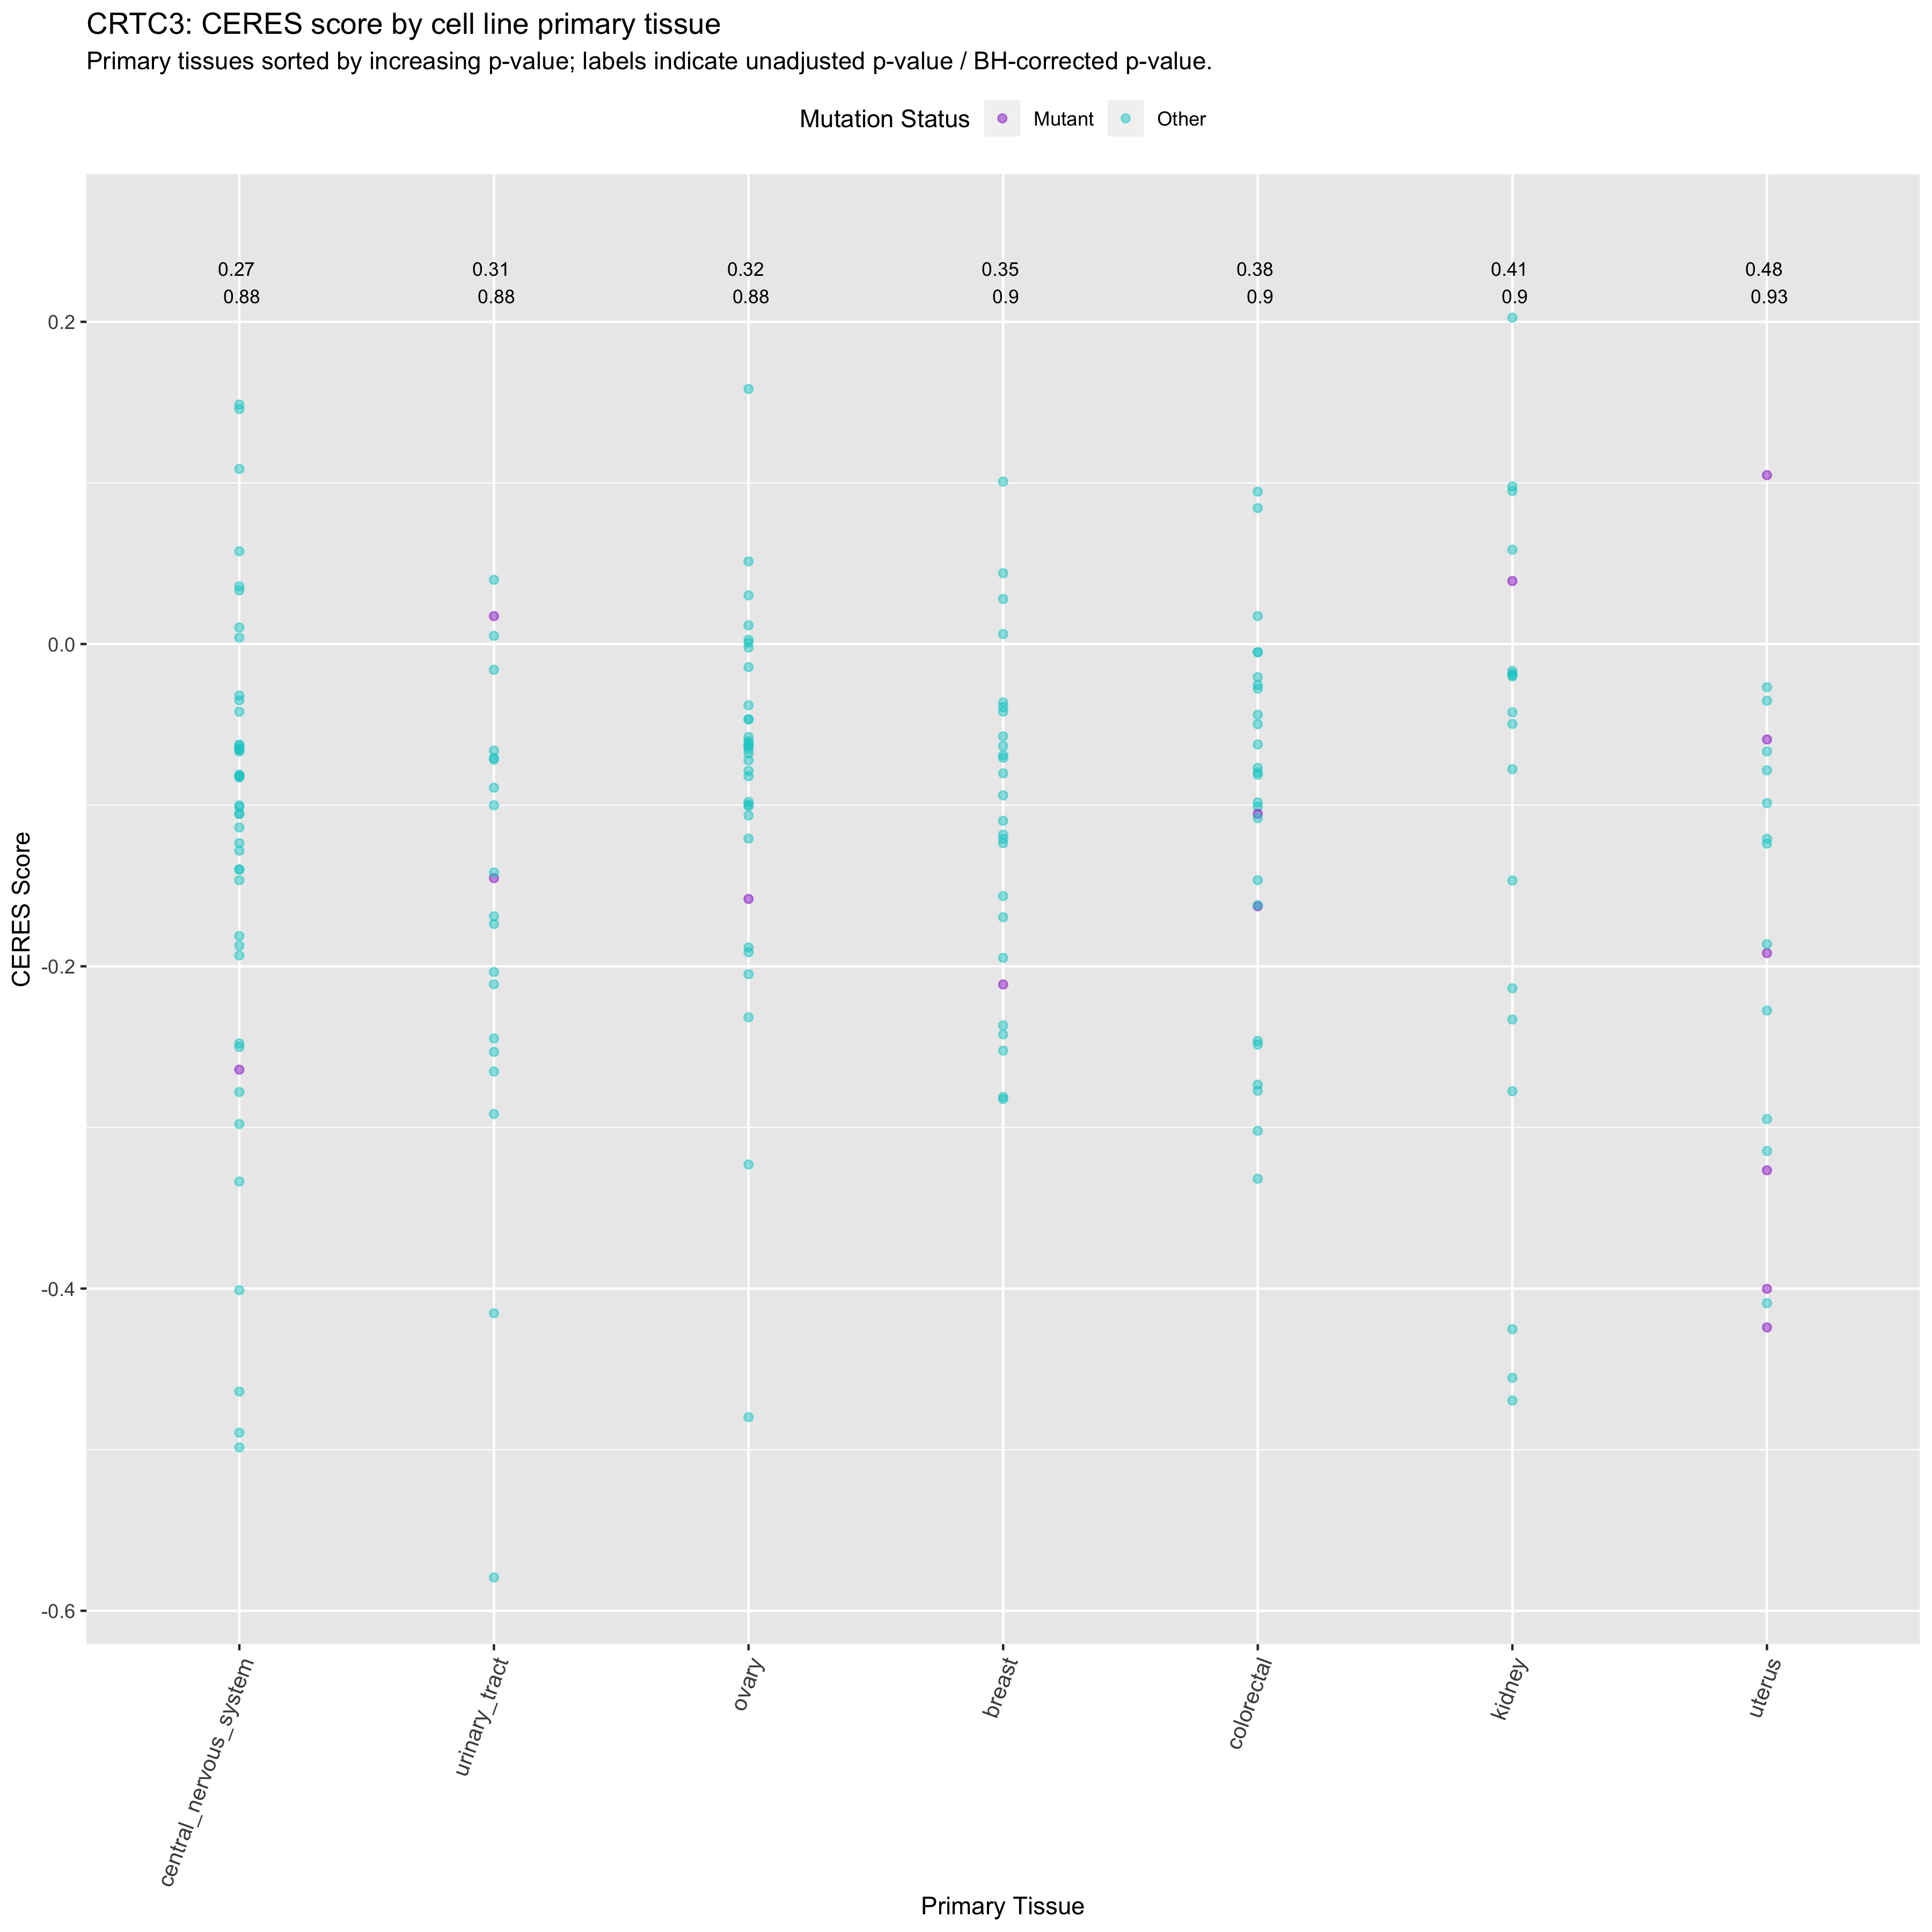 CRTC3: CERES score by cell line primary tissue
Primary tissues sorted by increasing p-value; labels indicate unadjusted p-value / BH-corrected p-value.
Mutation Status Mutant Other
0.27 0.31 0.32 0.35 0.38 0.41 0.48
0.88 0.88 0.88 0.9 0.9 0.9 0.93
0.2
0.0
-0.2
-0.4
-0.6
CERES Score
central_nervous_system urinary_tract ovary breast colorectal kidney uterus
Primary Tissue